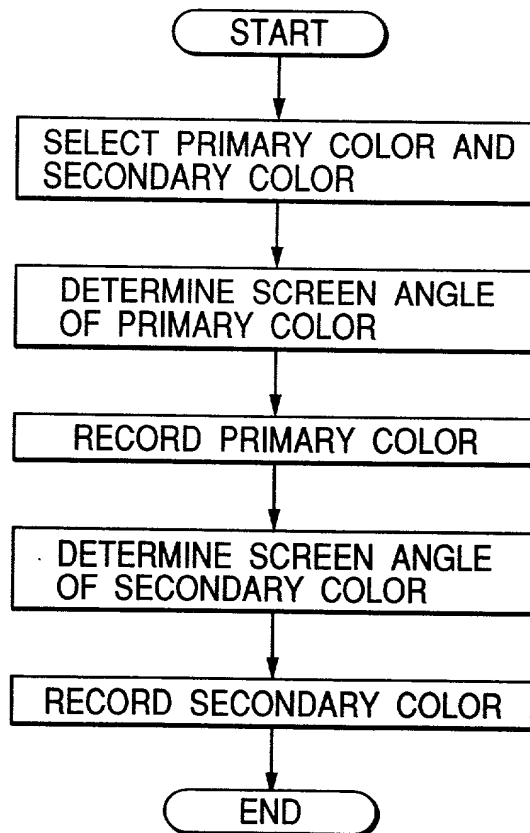 START
SELECT PRIMARY COLOR AND
SECONDARY COLOR
DETERMINE SCREEN ANGLE
OF PRIMARY COLOR
RECORD PRIMARY COLOR
DETERMINE SCREEN ANGLE
OF SECONDARY COLOR
RECORD SECONDARY COLOR
END